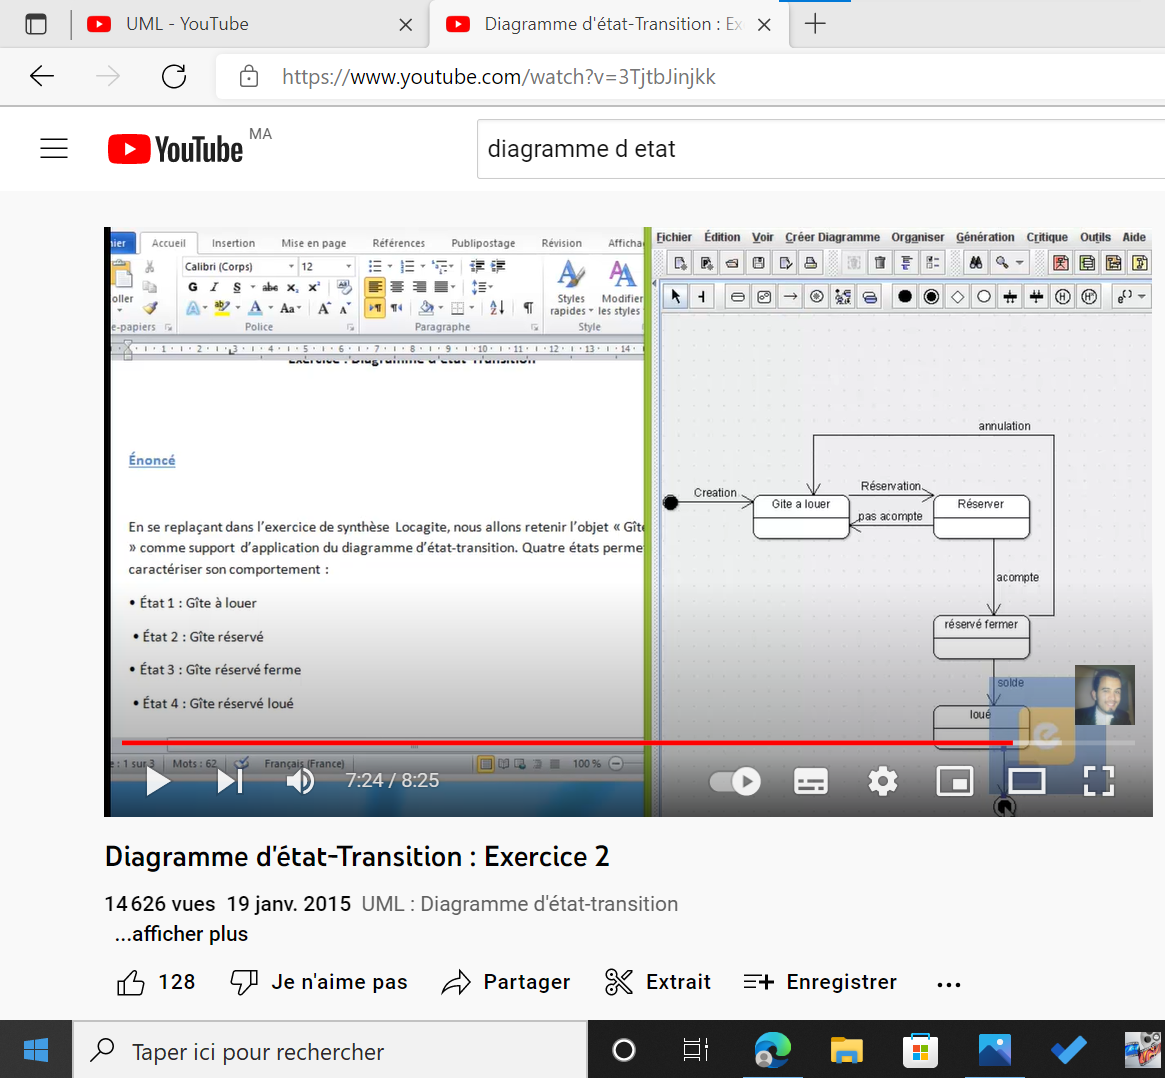 UML - YouTube
Diagramme d'état-Transition : Ex
https://www.youtube.com/watch?v=3TjtbJinjkk
YouTube MA
diagramme d etat
Accueil Insertion Mise en page Références Publipostage Révision Afficha
Calibri (Corps) 12
Styles rapides
Modifier les styles
Police Paragraphe Style
Exercice : Diagramme d'état-Transition
Énoncé
En se replaçant dans l'exercice de synthèse Locagite, nous allons retenir l'objet « Gîte
» comme support d'application du diagramme d'état-transition. Quatre états perme
caractériser son comportement :
• État 1 : Gîte à louer
• État 2 : Gîte réservé
• État 3 : Gîte réservé ferme
• État 4 : Gîte réservé loué
e : 1 sur 3 Mots : 62 Français (France) 100 %
Fichier Édition Voir Créer Diagramme Organiser Génération Critique Outils Aide
annulation
Creation
Gite a louer
Réservation
Réserver
pas acompte
acompte
réservé fermer
solde
loué
7:24 / 8:25
Diagramme d'état-Transition : Exercice 2
14 626 vues 19 janv. 2015 UML : Diagramme d'état-transition
...afficher plus
128 Je n'aime pas Partager Extrait Enregistrer ...
Taper ici pour rechercher